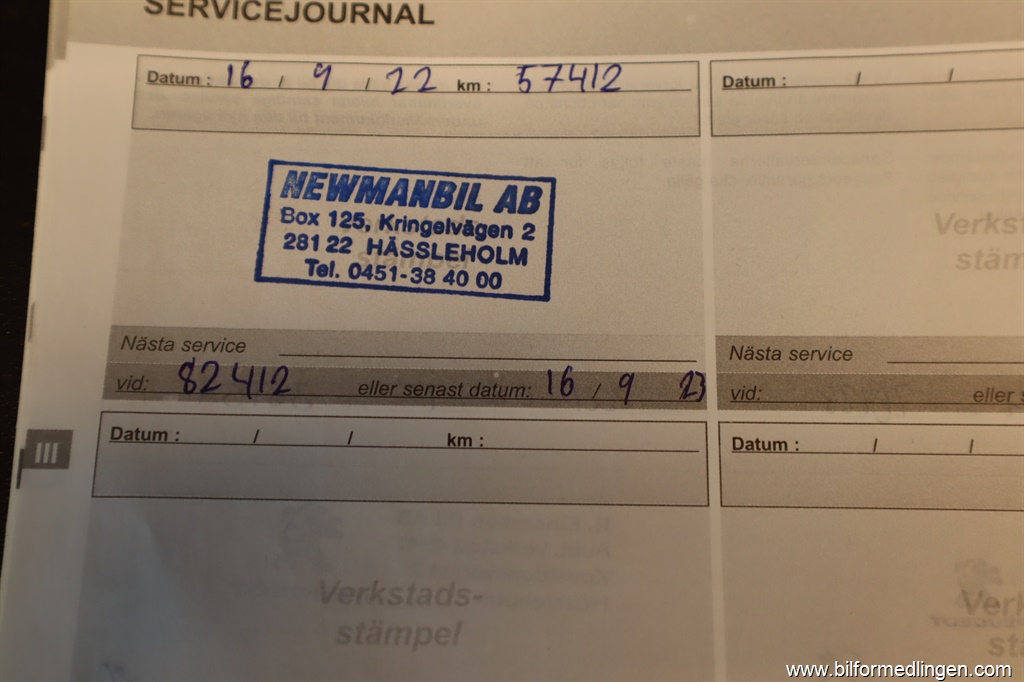 SERVICEJOURNAL
Datum : 16 / 9 / 22 km : 57412
NEWMANBIL AB
Box 125, Kringelvägen 2
281 22 HÄSSLEHOLM
Tel. 0451-38 40 00
Nästa service
vid: 82412 eller senast datum: 16 / 9 23
Datum : / / km :
Verkstads-
stämpel
Datum : / /
Nästa service
vid: eller
Datum : / /
www.bilformedlingen.com